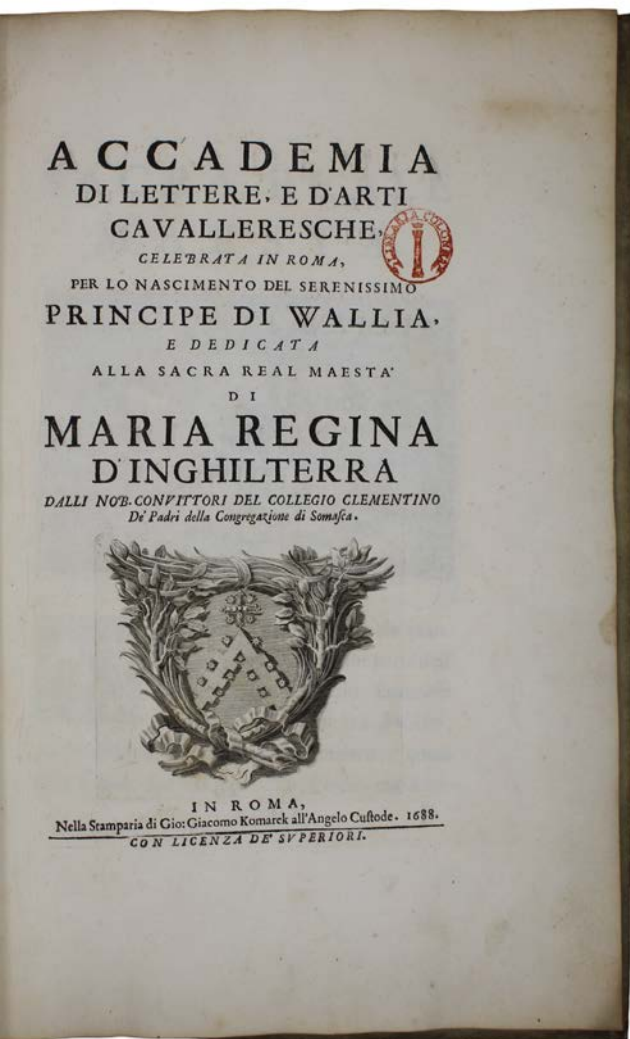 ACCADEMIA
DI LETTERE, E D'ARTI
CAVALLERESCHE,
CELEBRATA IN ROMA,
PER LO NASCIMENTO DEL SERENISSIMO
PRINCIPE DI WALLIA,
E DEDICATA
ALLA SACRA REAL MAESTA'
DI
MARIA REGINA
D'INGHILTERRA
DALLI NOB. CONVITTORI DEL COLLEGIO CLEMENTINO
De' Padri della Congregazione di Somaſca.
IN ROMA,
Nella Stamparia di Gio: Giacomo Komarek all'Angelo Cuſtode. 1688.
CON LICENZA DE' SVPERIORI.